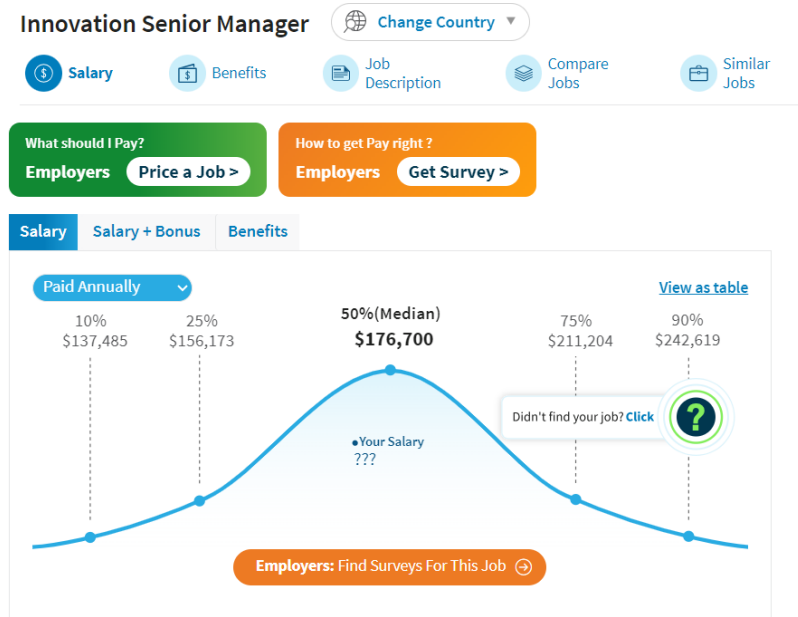 Innovation Senior Manager
Change Country
Salary
Benefits
Job
Description
Compare
Jobs
Similar
Jobs
What should I Pay?
Employers
Price a Job >
How to get Pay right ?
Employers
Get Survey >
Salary
Salary + Bonus
Benefits
Paid Annually
View as table
10%
$137,485
25%
$156,173
50%(Median)
$176,700
75%
$211,204
90%
$242,619
Didn't find your job? Click
?
Your Salary
???
Employers: Find Surveys For This Job